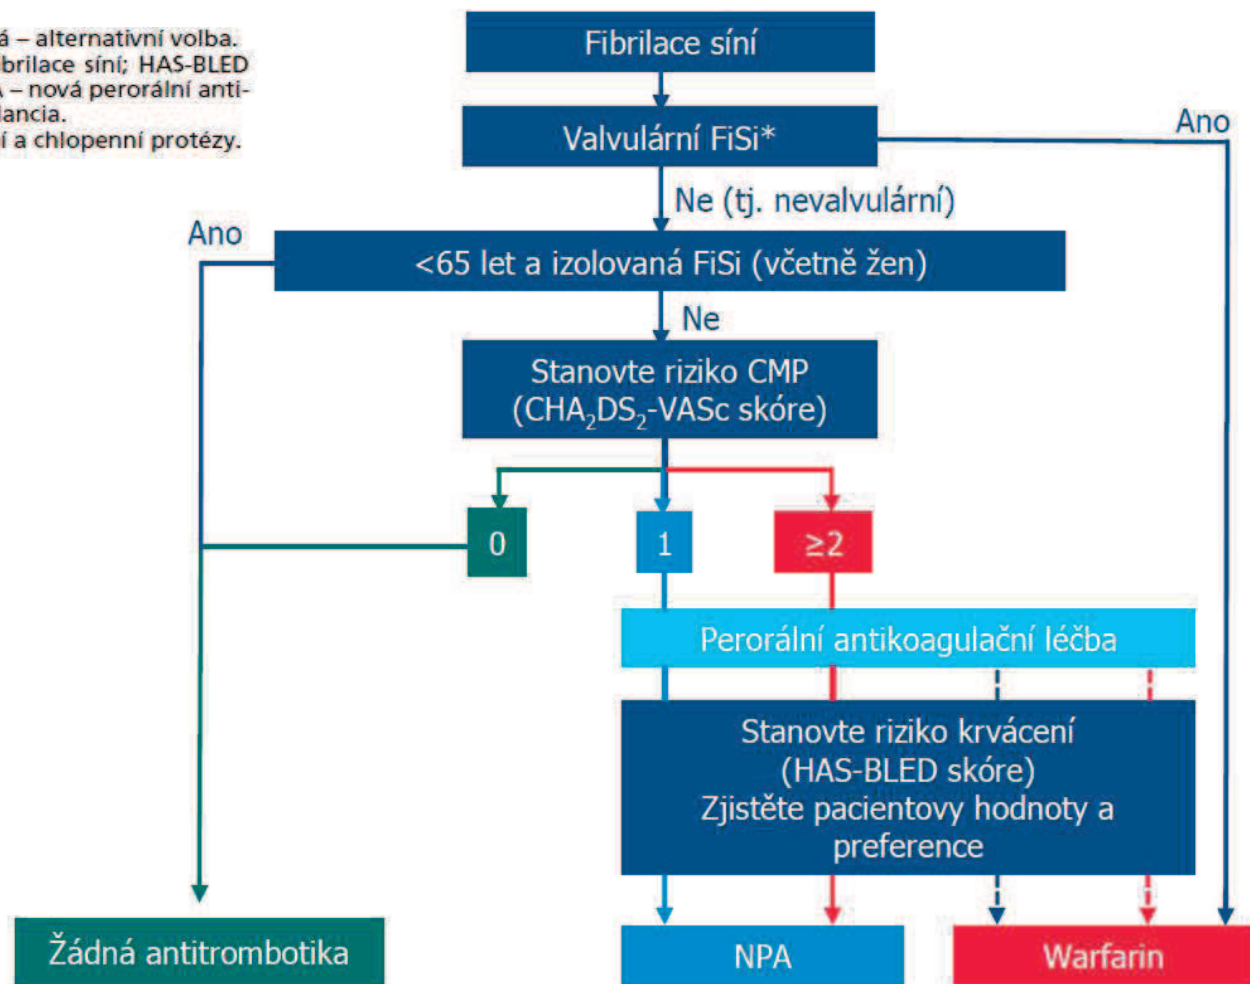 á – alternativní volba.
brilace síní; HAS-BLED
– nová perorální anti-
lancia.
í a chlopenní protézy.
Fibrilace síní
Valvulární FiSi*
Ano
Ne (tj. nevalvulární)
Ano
<65 let a izolovaná FiSi (včetně žen)
Ne
Stanovte riziko CMP
(CHA₂DS₂-VASc skóre)
0
1
≥2
Perorální antikoagulační léčba
Stanovte riziko krvácení
(HAS-BLED skóre)
Zjistěte pacientovy hodnoty a
preference
Žádná antitrombotika
NPA
Warfarin